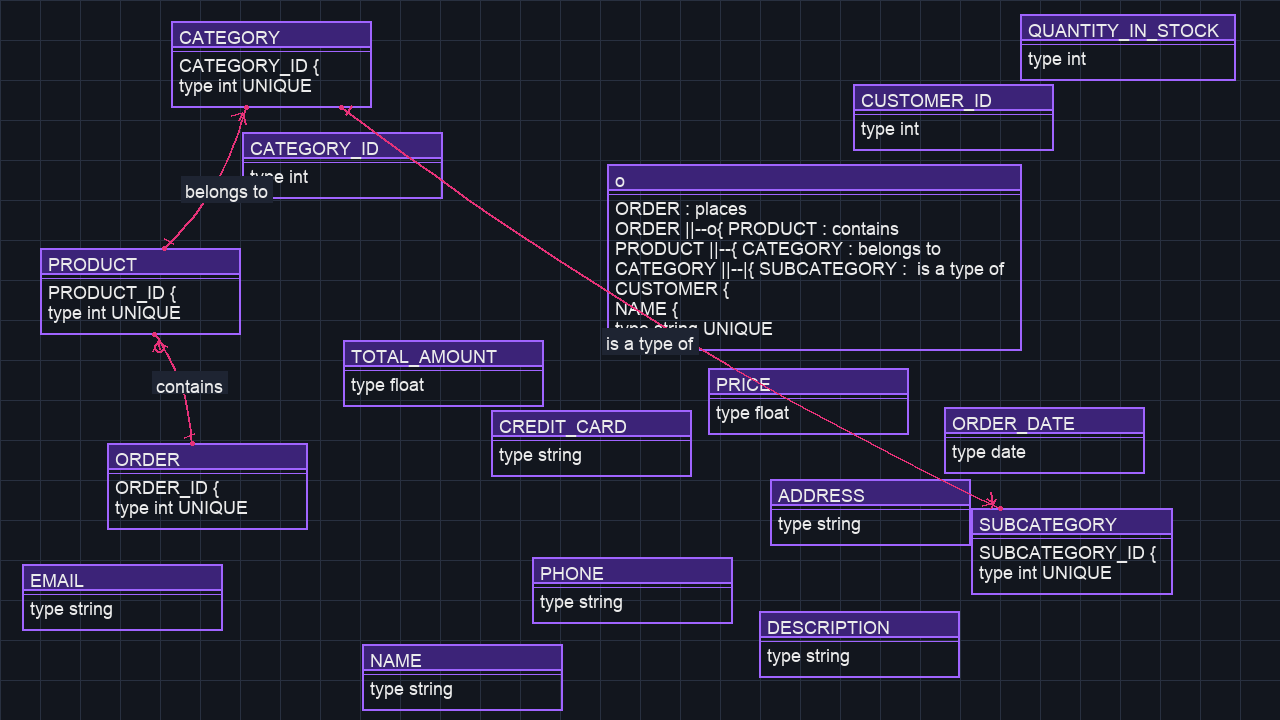 CATEGORY
CATEGORY_ID {
type int UNIQUE
QUANTITY_IN_STOCK
type int
CUSTOMER_ID
type int
CATEGORY_ID
type int
belongs to
o
ORDER : places
ORDER ||--o{ PRODUCT : contains
PRODUCT ||--{ CATEGORY : belongs to
CATEGORY ||--|{ SUBCATEGORY :  is a type of
CUSTOMER {
NAME {
type string UNIQUE
is a type of
PRODUCT
PRODUCT_ID {
type int UNIQUE
TOTAL_AMOUNT
type float
contains
PRICE
type float
CREDIT_CARD
type string
ORDER_DATE
type date
ORDER
ORDER_ID {
type int UNIQUE
ADDRESS
type string
SUBCATEGORY
SUBCATEGORY_ID {
type int UNIQUE
EMAIL
type string
PHONE
type string
DESCRIPTION
type string
NAME
type string